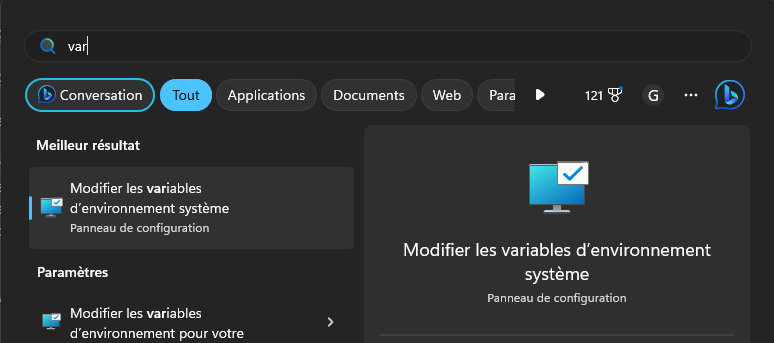 var
Conversation
Tout
Applications
Documents
Web
Para
121
G
Meilleur résultat
Modifier les variables
d'environnement système
Panneau de configuration
Paramètres
Modifier les variables
d'environnement pour votre
Modifier les variables d'environnement
système
Panneau de configuration